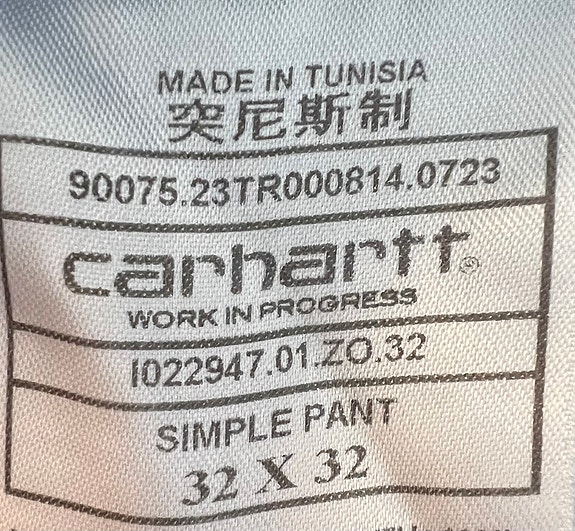 MADE IN TUNISIA
突尼斯制
90075.23TR000814.0723
carhartt®
WORK IN PROGRESS
I022947.01.ZO.32
SIMPLE PANT
32 X 32